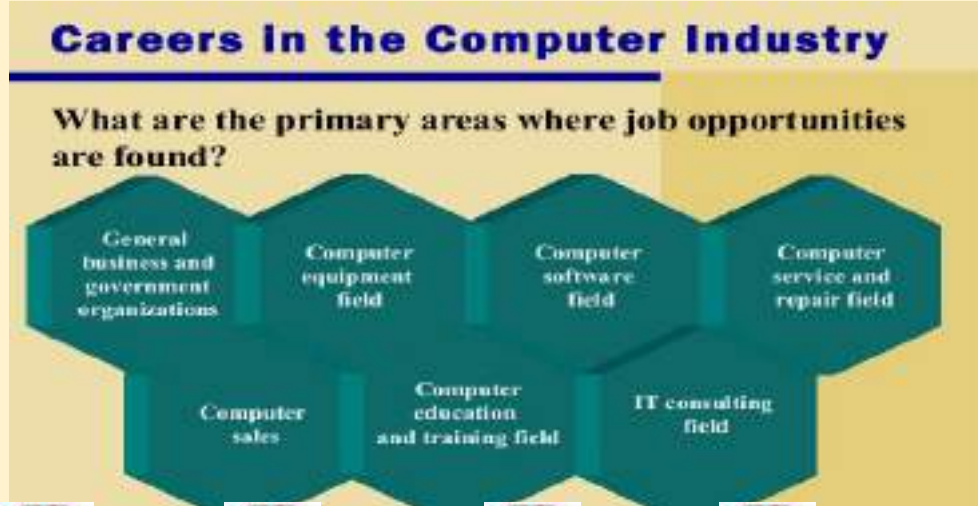 Careers in the Computer Industry
What are the primary areas where job opportunities
are found?
General
business and
government
organizations
Computer
equipment
field
Computer
software
field
Computer
service and
repair field
Computer
sales
Computer
education
and training field
IT consulting
field